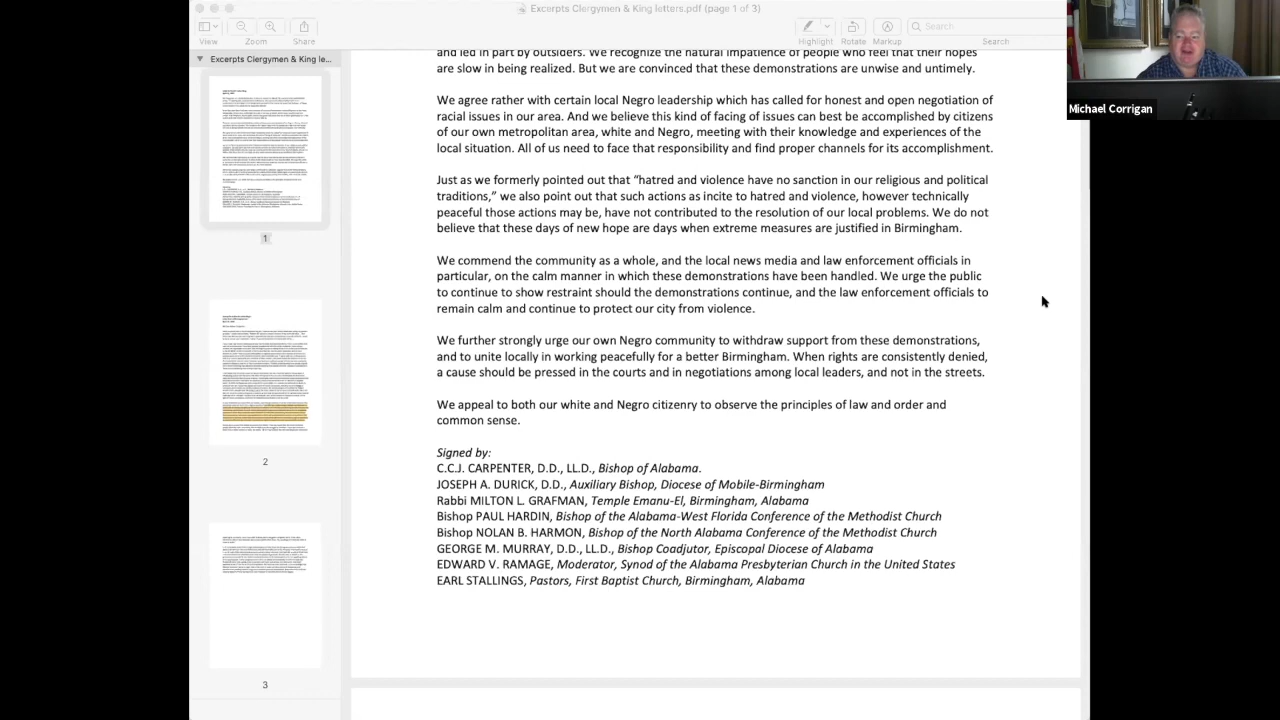 Excerpts Clergymen & King letters.pdf (page 1 of 3)
View
Zoom
Share
Highlight
Rotate
Markup
Search
Search
Excerpts Clergymen & King le...
1
2
3
and led in part by outsiders. We recognize the natural impatience of people who feel that their hopes
are slow in being realized. But we are convinced that these demonstrations are unwise and untimely.
We agree rather with certain local Negro leadership which has called for honest and open negotiation of
racial issues in our area. And we believe this kind of facing of issues can best be accomplished by citizens
of our own metropolitan area, white and Negro, meeting with their knowledge and experiences of the
local situation. All of us need to face that responsibility and find proper channels for its accomplishment.
Just as we formerly point out that “hatred and violence have no sanction in our religious and political
traditions,” we also point out that such actions as incite to hatred and violence, however technically
peaceful those actions may be, have not contributed to the resolution of our local problems. We do not
believe that these days of new hope are days when extreme measures are justified in Birmingham.
We commend the community as a whole, and the local news media and law enforcement officials in
particular, on the calm manner in which these demonstrations have been handled. We urge the public
to continue to show restraint should the demonstrations continue, and the law enforcement officials to
remain calm and continue to protect our city from violence.
We further strongly urge our own Negro community to withdraw support from these demonstrations,
and to unite locally in working peacefully for a better Birmingham. When rights are consistently denied,
a cause should be pressed in the courts and in negotiations among local leaders, and not in the streets.
We appeal to both our white and Negro citizenry to observe the principles of law and order and
common sense.
Signed by:
C.C.J. CARPENTER, D.D., LL.D., Bishop of Alabama.
JOSEPH A. DURICK, D.D., Auxiliary Bishop, Diocese of Mobile-Birmingham
Rabbi MILTON L. GRAFMAN, Temple Emanu-El, Birmingham, Alabama
Bishop PAUL HARDIN, Bishop of the Alabama-West Florida Conference of the Methodist Church
Bishop NOLAN B. HARMON, Bishop of the North Alabama Conference of the Methodist Church
GEORGE M. MURRAY, D.D., LL.D., Bishop Coadjutor, Episcopal Diocese of Alabama
EDWARD V. RAMAGE, Moderator, Synod of the Alabama Presbyterian Church in the United States
EARL STALLINGS, Pastors, First Baptist Church, Birmingham, Alabama
Michael Corrigan